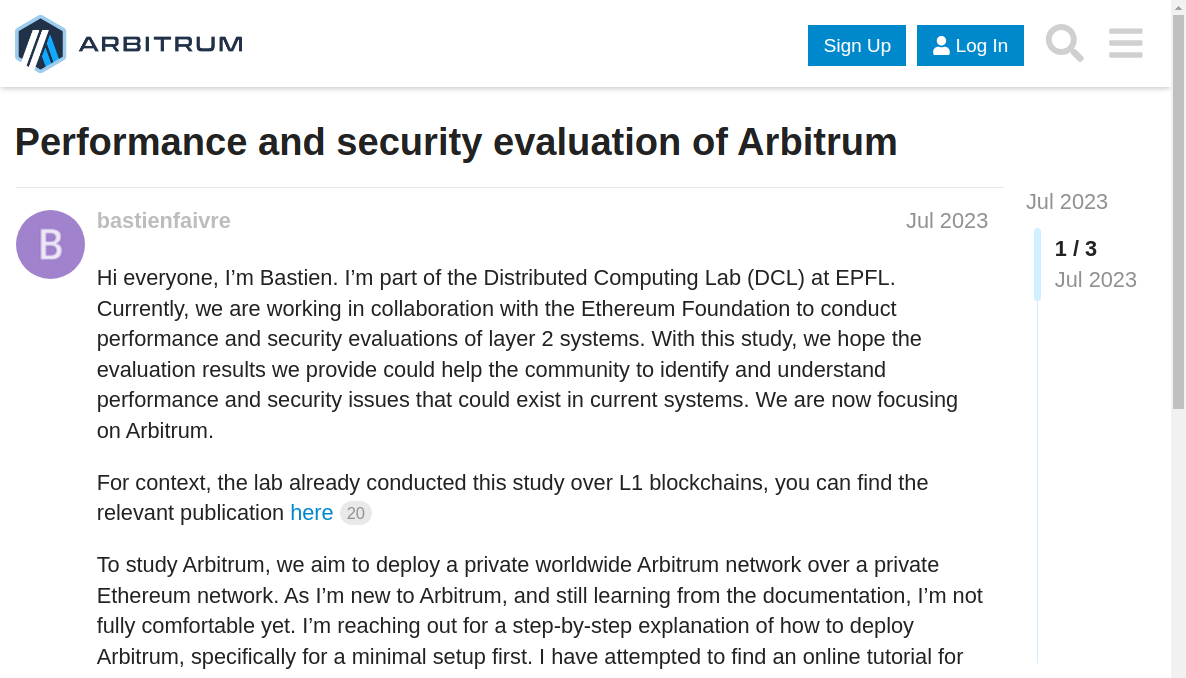 ARBITRUM
Sign Up
Log In
Performance and security evaluation of Arbitrum
B
bastienfaivre
Jul 2023
Hi everyone, I’m Bastien. I’m part of the Distributed Computing Lab (DCL) at EPFL.
Currently, we are working in collaboration with the Ethereum Foundation to conduct
performance and security evaluations of layer 2 systems. With this study, we hope the
evaluation results we provide could help the community to identify and understand
performance and security issues that could exist in current systems. We are now focusing
on Arbitrum.
For context, the lab already conducted this study over L1 blockchains, you can find the
relevant publication here 20
To study Arbitrum, we aim to deploy a private worldwide Arbitrum network over a private
Ethereum network. As I’m new to Arbitrum, and still learning from the documentation, I’m not
fully comfortable yet. I’m reaching out for a step-by-step explanation of how to deploy
Arbitrum, specifically for a minimal setup first. I have attempted to find an online tutorial for
Jul 2023
1 / 3
Jul 2023